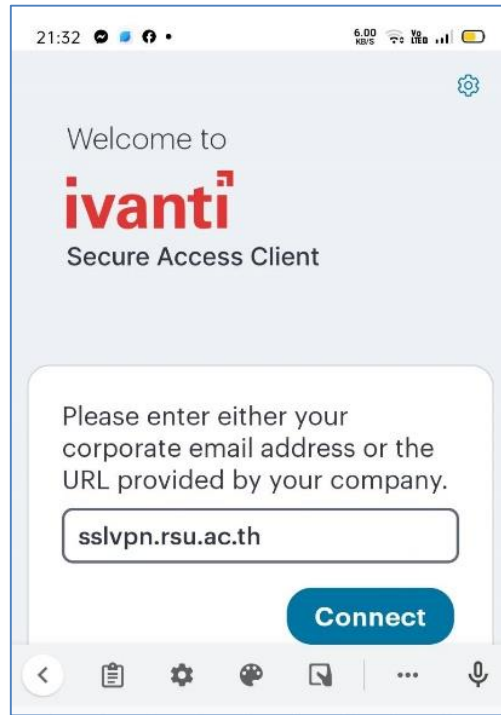 21:32
6.00
KB/S
Vo
LTE
Welcome to
ivanti
Secure Access Client
Please enter either your
corporate email address or the
URL provided by your company.
sslvpn.rsu.ac.th
Connect